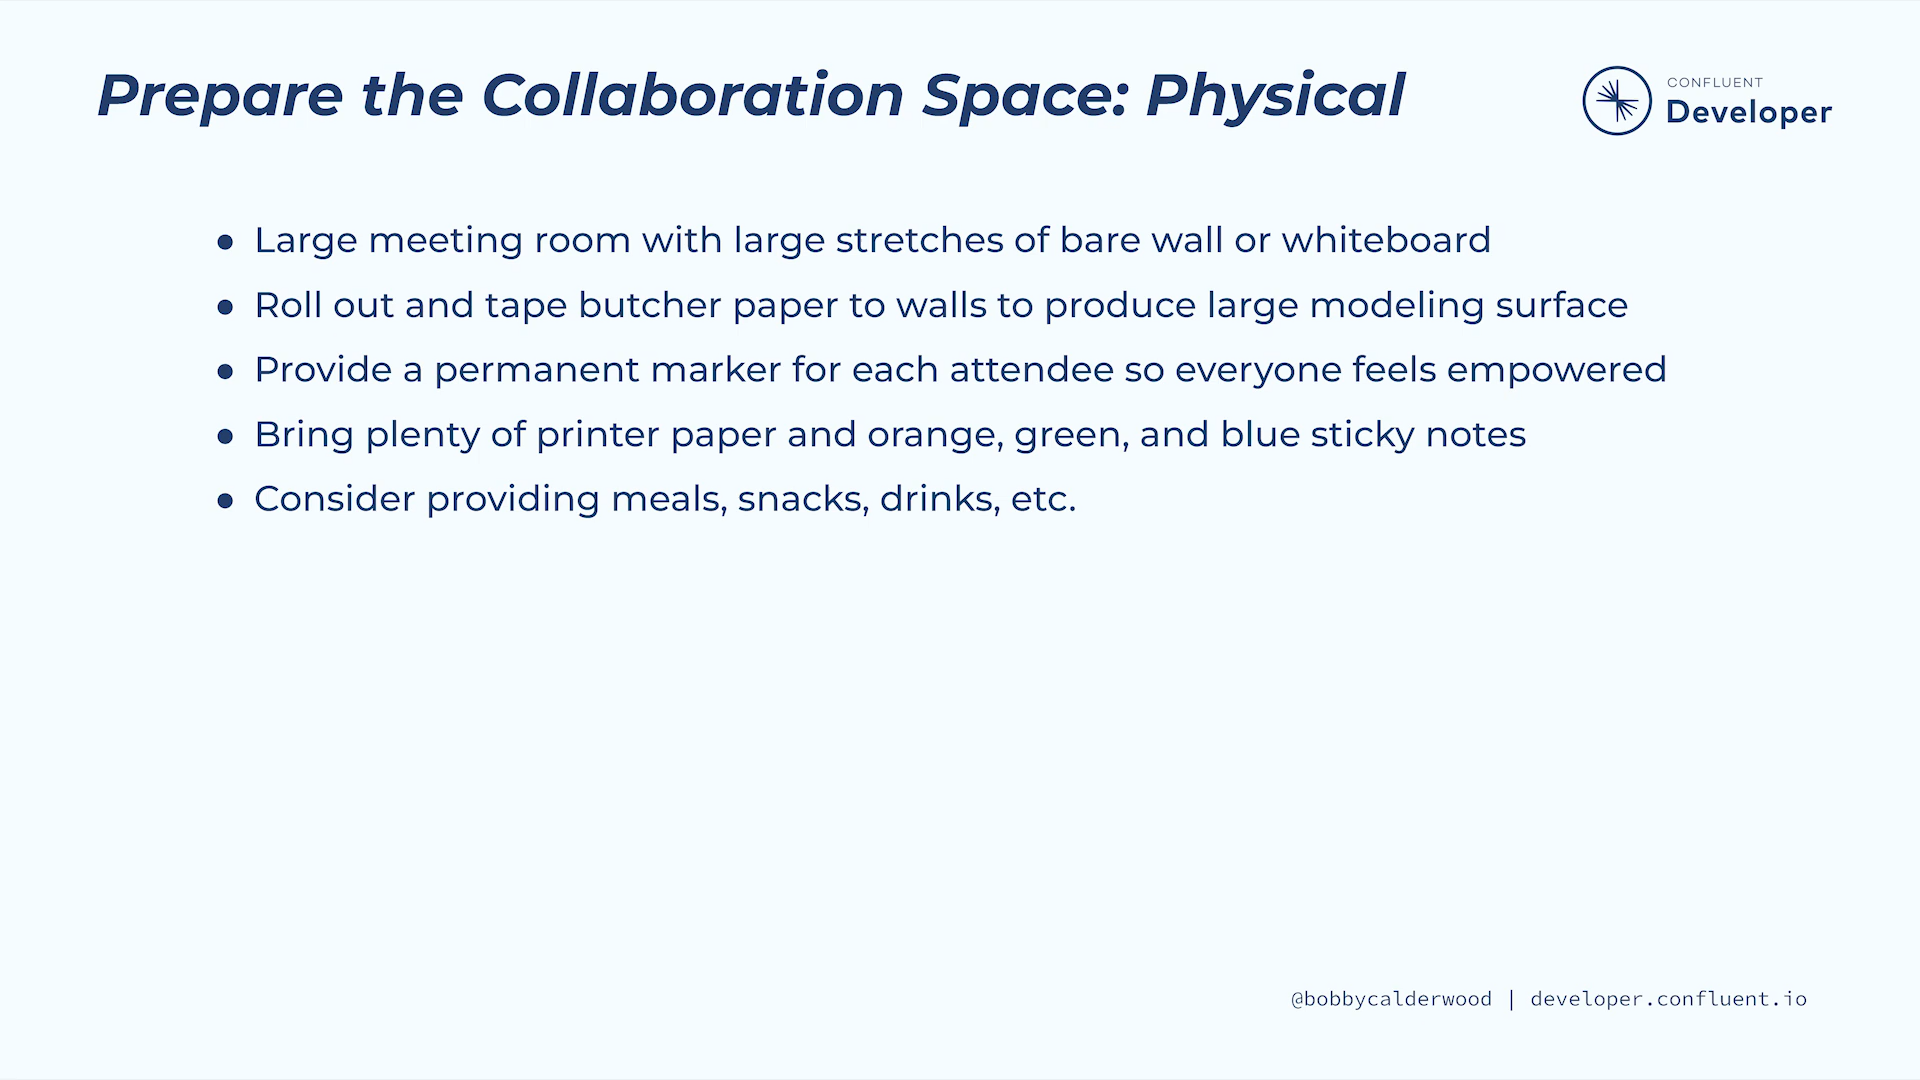 Prepare the Collaboration Space: Physical
CONFLUENT
Developer
● Large meeting room with large stretches of bare wall or whiteboard
● Roll out and tape butcher paper to walls to produce large modeling surface
● Provide a permanent marker for each attendee so everyone feels empowered
● Bring plenty of printer paper and orange, green, and blue sticky notes
● Consider providing meals, snacks, drinks, etc.
@bobbycalderwood | developer.confluent.io